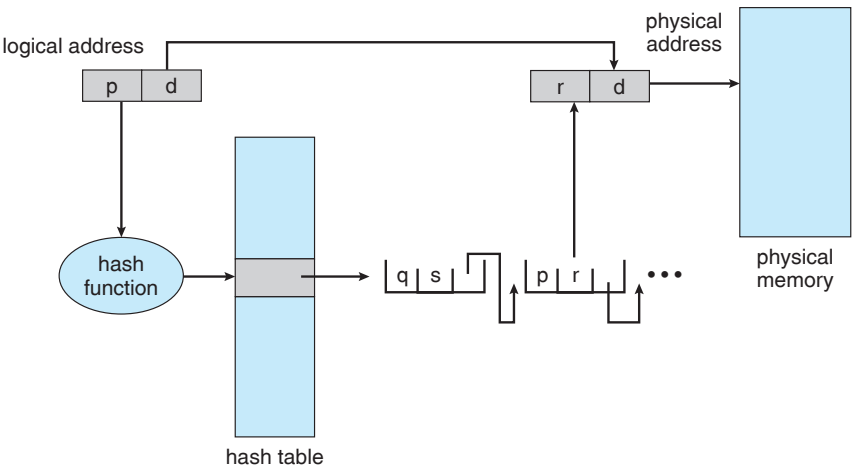 logical address
p d
physical
address
r d
hash
function
q s
p r
•••
physical
memory
hash table